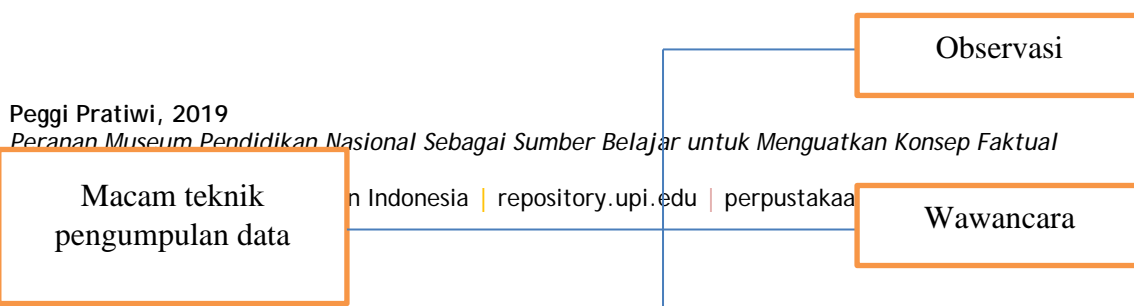 Observasi
Peggi Pratiwi, 2019
Peranan Museum Pendidikan Nasional Sebagai Sumber Belajar untuk Menguatkan Konsep Faktual
Macam teknik
pengumpulan data
n Indonesia | repository.upi.edu | perpustakaa
Wawancara